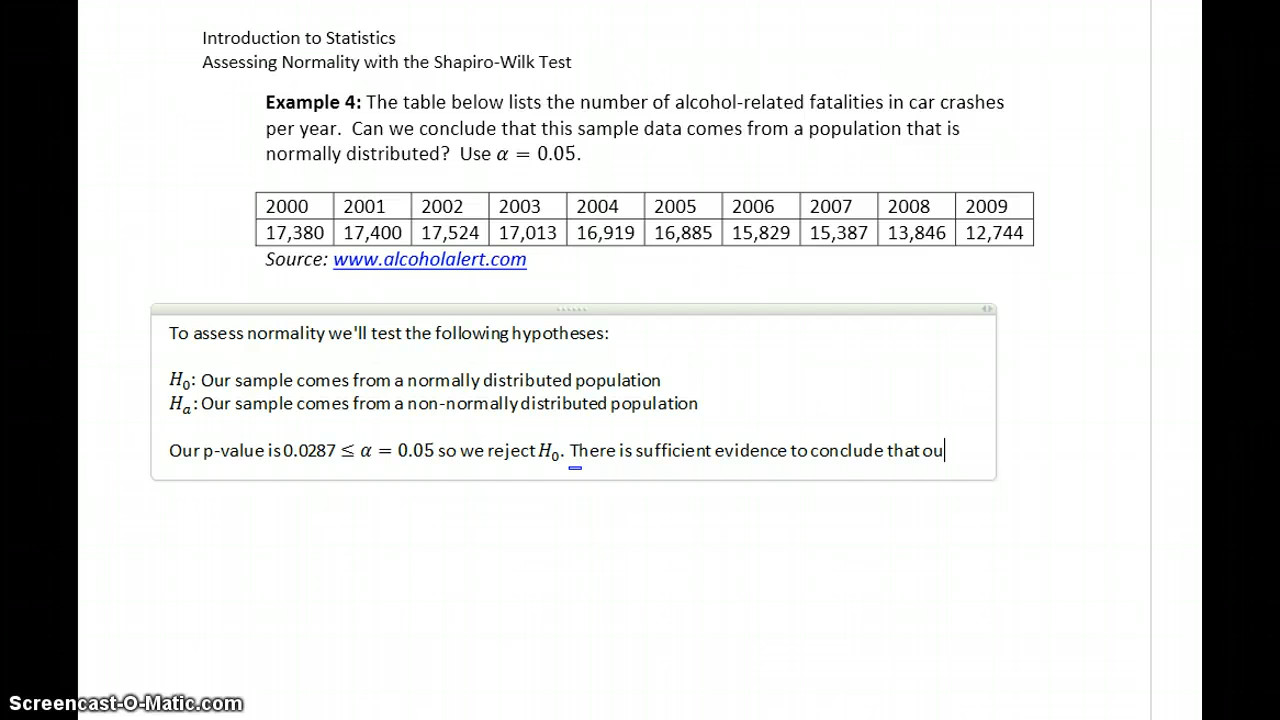 Introduction to Statistics
Assessing Normality with the Shapiro-Wilk Test
Example 4: The table below lists the number of alcohol-related fatalities in car crashes
per year. Can we conclude that this sample data comes from a population that is
normally distributed? Use α = 0.05.
2000 2001 2002 2003 2004 2005 2006 2007 2008 2009
17,380 17,400 17,524 17,013 16,919 16,885 15,829 15,387 13,846 12,744
Source: www.alcoholalert.com
To assess normality we'll test the following hypotheses:
H₀: Our sample comes from a normally distributed population
Hₐ: Our sample comes from a non-normally distributed population
Our p-value is 0.0287 ≤ α = 0.05 so we reject H₀. There is sufficient evidence to conclude that ou
Screencast-O-Matic.com